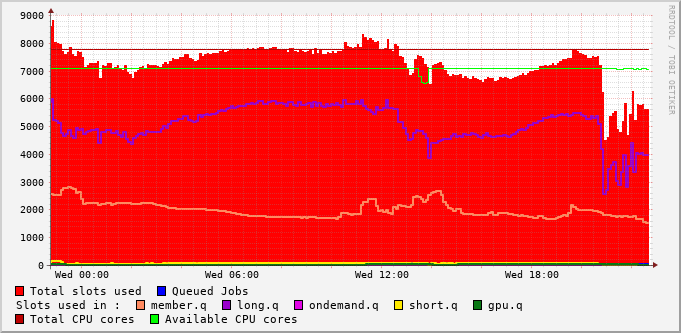 RRDTOOL / TOBI OETIKER
9000
8000
7000
6000
5000
4000
3000
2000
1000
0
Wed 00:00 Wed 06:00 Wed 12:00 Wed 18:00
Total slots used Queued Jobs
Slots used in : member.q long.q ondemand.q short.q gpu.q
Total CPU cores Available CPU cores